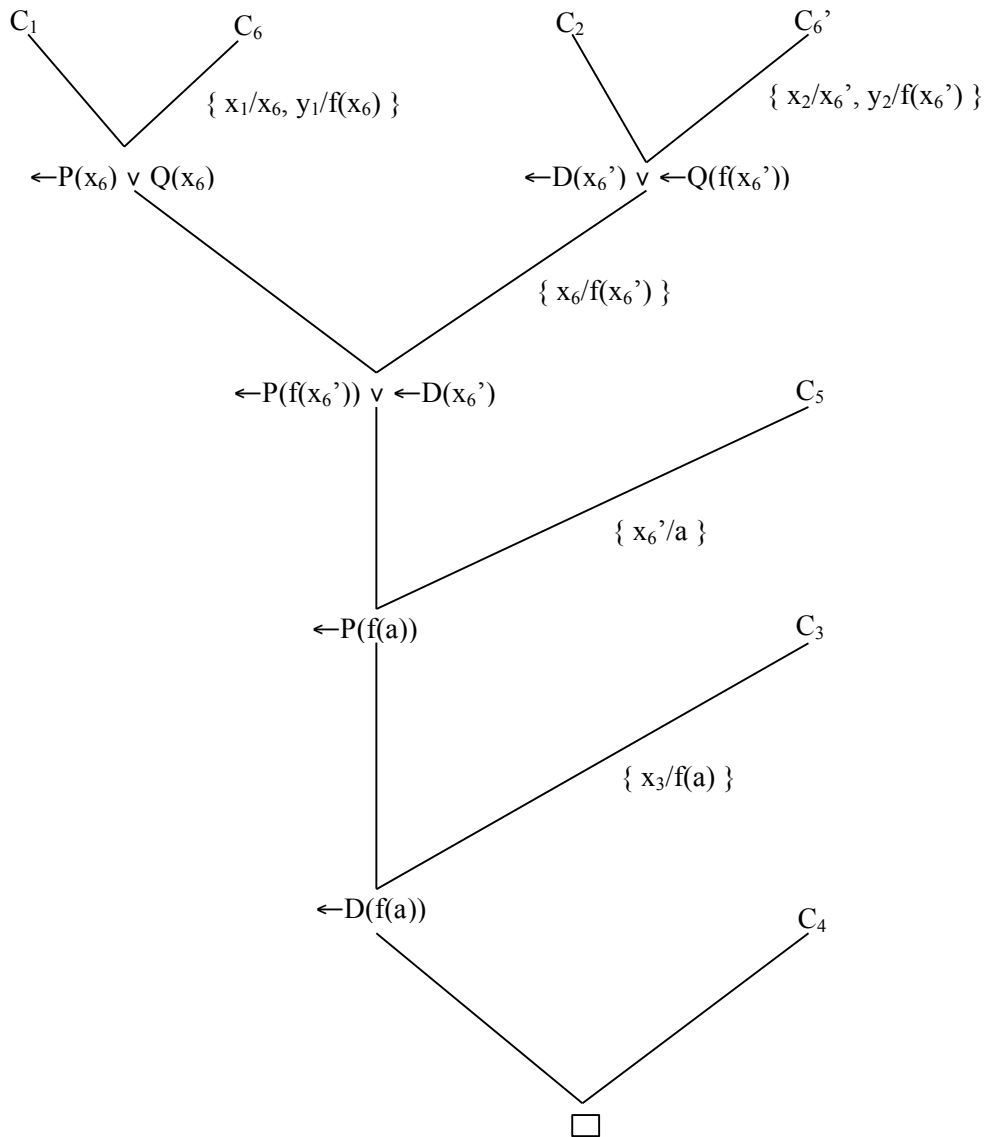 C₁ C₆ C₂ C₆’
{ x₁/x₆, y₁/f(x₆) } { x₂/x₆’, y₂/f(x₆’) }
←P(x₆) ∨ Q(x₆) ←D(x₆’) ∨ ←Q(f(x₆’))
{ x₆/f(x₆’) }
←P(f(x₆’)) ∨ ←D(x₆’) C₅
{ x₆’/a }
←P(f(a)) C₃
{ x₃/f(a) }
←D(f(a)) C₄